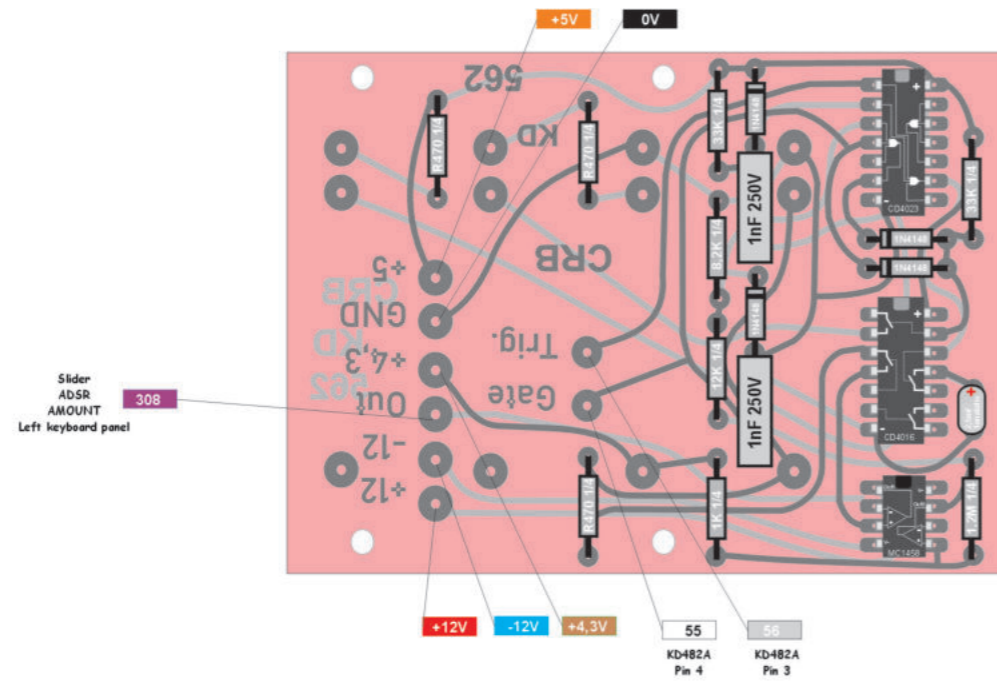 +5V
0V
562
KD
R470 1/4
R470 1/4
33K 1/4
1N4148
1nF 250V
CD4023
33K 1/4
8.2K 1/4
1N4148
1N4148
CRB
+5
CRB
GND
KD
Trig.
+4,3
562
Out
Gate
-12
+12
12K 1/4
1N4148
1nF 250V
CD4016
+
R470 1/4
1K 1/4
MC1458
1.2M 1/4
Slider
ADSR
AMOUNT
Left keyboard panel
308
+12V
-12V
+4,3V
55
56
KD482A
Pin 4
KD482A
Pin 3